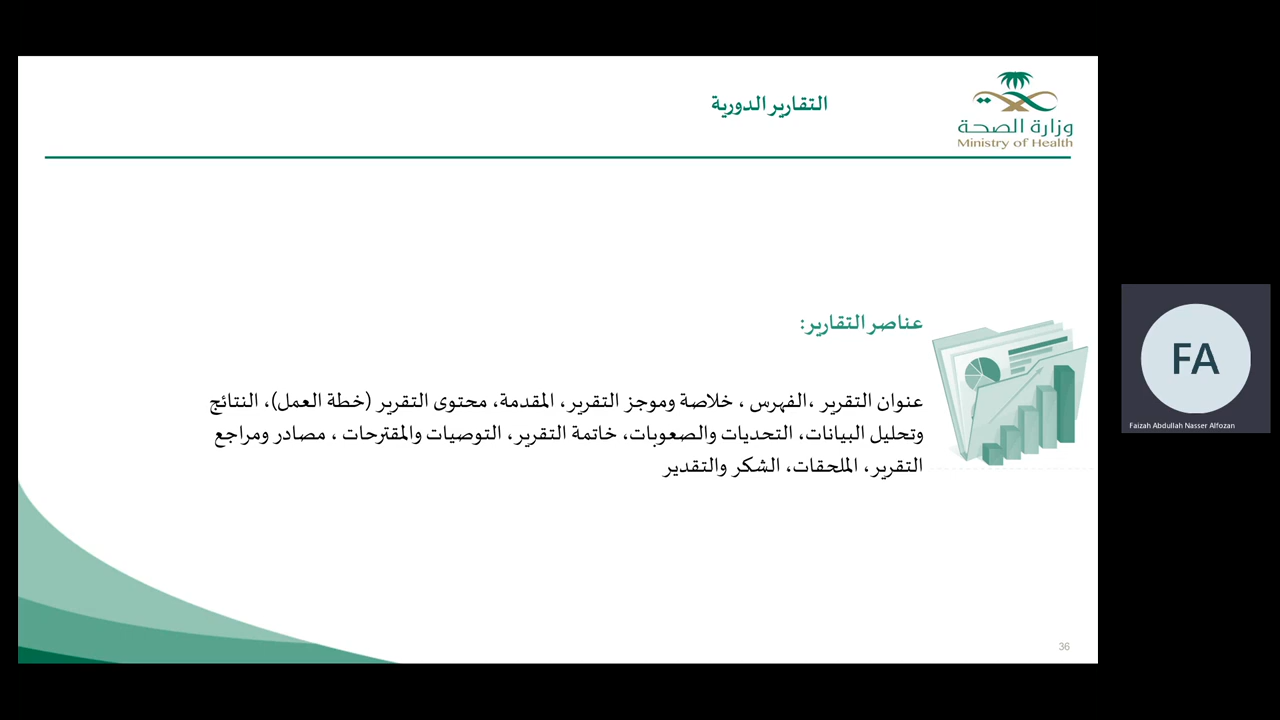 وزارة الصحة
Ministry of Health
التقارير الدورية
عناصر التقارير:
عنوان التقرير ،الفهرس ، خلاصة وموجز التقرير، المقدمة، محتوى التقرير (خطة العمل)، النتائج
وتحليل البيانات، التحديات والصعوبات، خاتمة التقرير، التوصيات والمقترحات ، مصادر ومراجع
التقرير، الملحقات، الشكر والتقدير
36
FA
Faizah Abdullah Nasser Alfozan